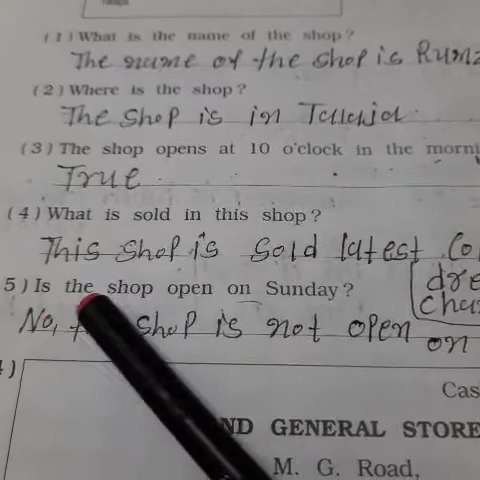 (1) What is the name of the shop?
The name of the shop is
(2) Where is the shop?
The shop is in
(3) The shop opens at 10 o'clock in the morni
True
(4) What is sold in this shop?
This shop is sold latest Co
dre
5) Is the shop open on Sunday?
No, shop is not open on
Cas
ND GENERAL STORE
M. G. Road,